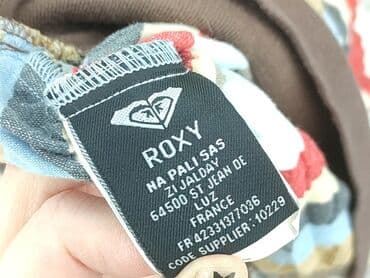 ROXY
NA PALI SAS
ZI JALDAY
64500 ST JEAN DE
LUZ
FRANCE
FR 42331377036
CODE SUPPLIER: 10229